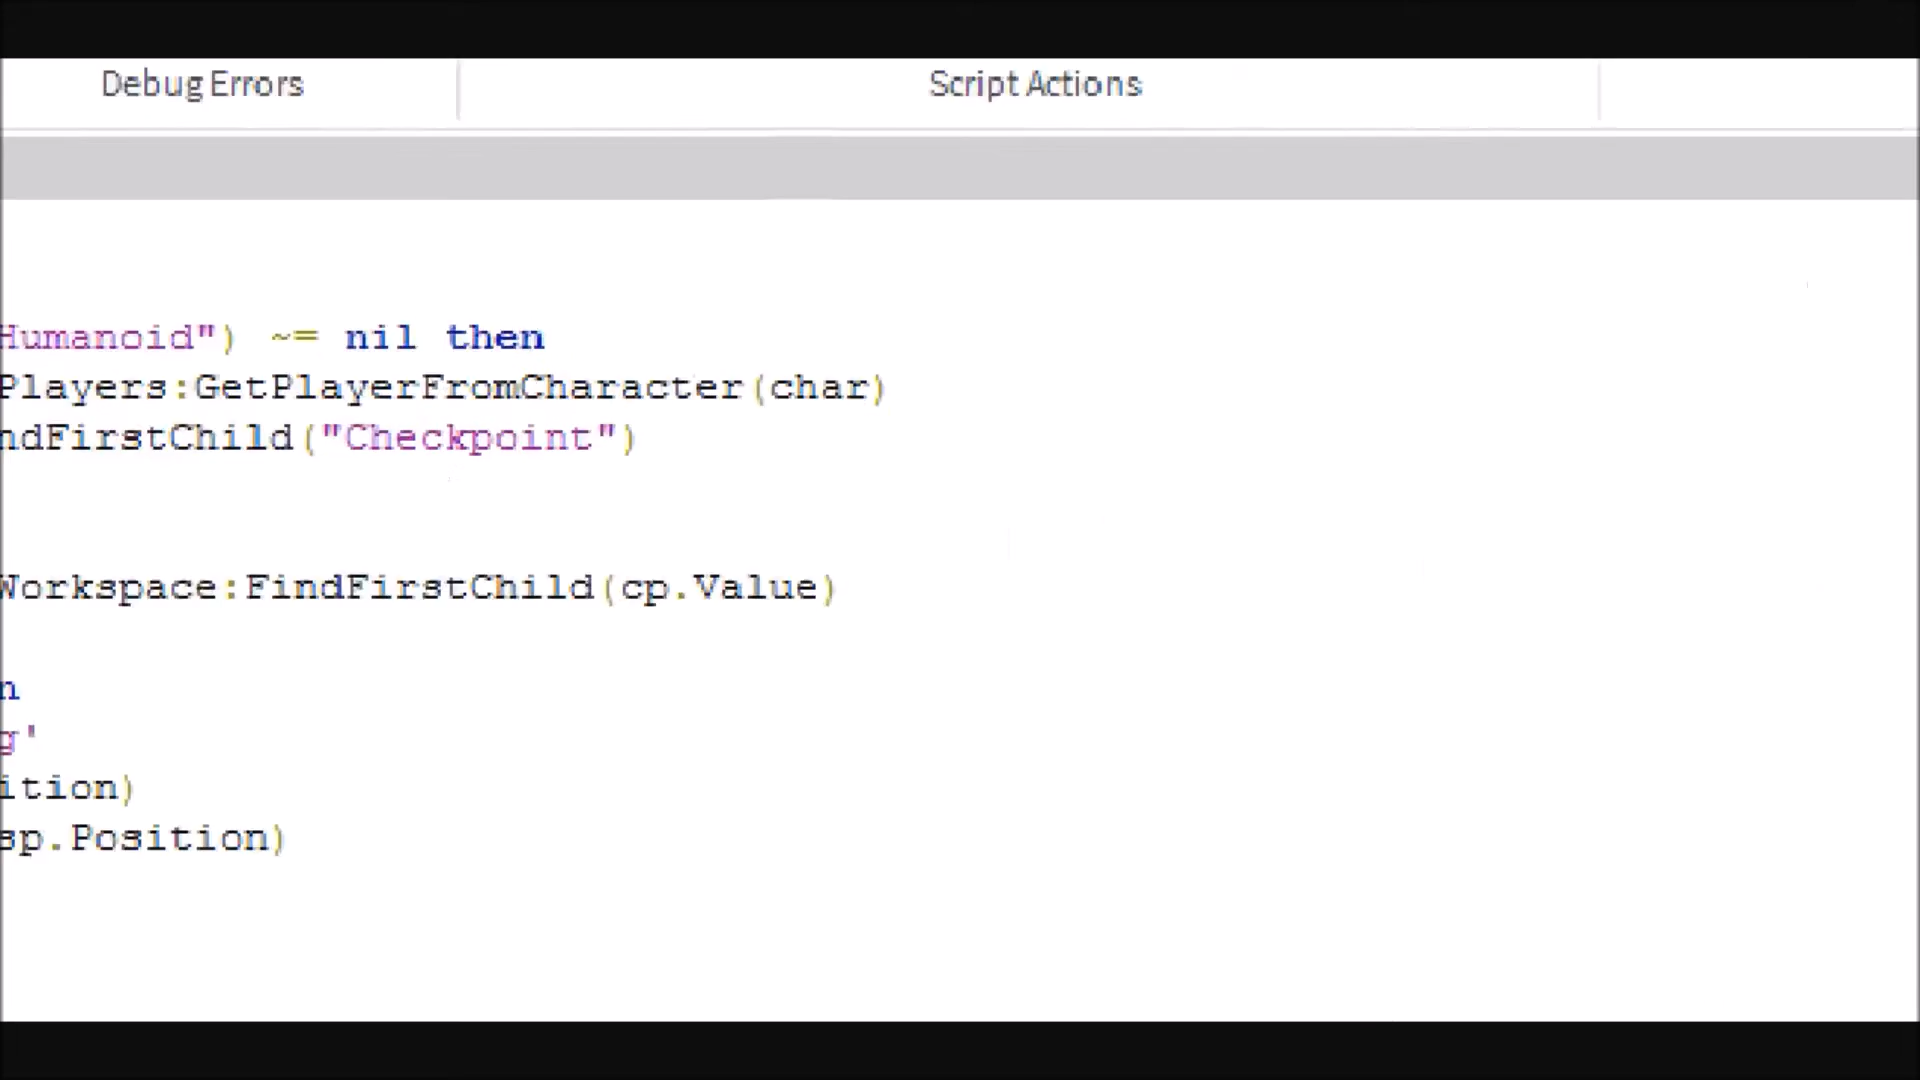 Debug Errors
Script Actions
Humanoid") ~= nil then
Players:GetPlayerFromCharacter(char)
ndFirstChild("Checkpoint")
Workspace:FindFirstChild(cp.Value)
n
g'
ition)
sp.Position)